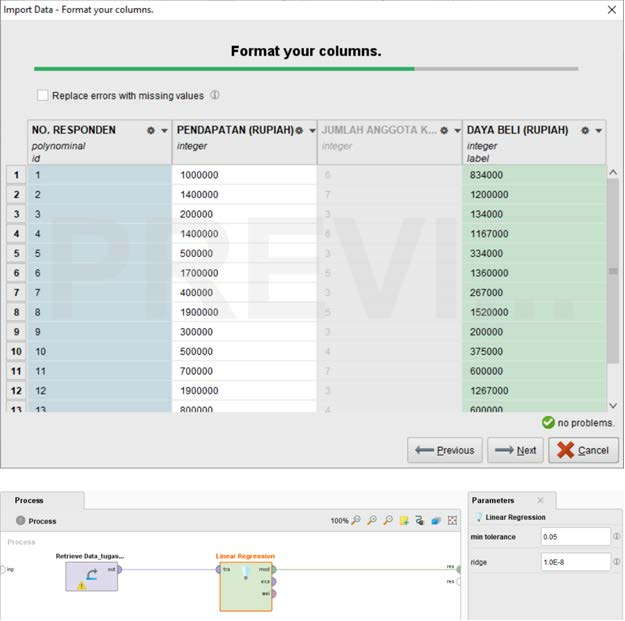 Import Data - Format your columns.
Format your columns.
Replace errors with missing values
NO. RESPONDEN PENDAPATAN (RUPIAH) JUMLAH ANGGOTA K... DAYA BELI (RUPIAH)
polynominal integer integer integer
id label
1 1 1000000 6 834000
2 2 1400000 7 1200000
3 3 200000 3 134000
4 4 1400000 6 1167000
5 5 500000 3 334000
6 6 1700000 5 1360000
7 7 400000 3 267000
8 8 1900000 5 1520000
9 9 300000 3 200000
10 10 500000 4 375000
11 11 700000 7 600000
12 12 1900000 3 1267000
13 13 800000 4 600000
PREVI...
no problems.
Previous Next Cancel
Process Parameters
Process 100% Linear Regression
Process
Retrieve Data_tugas... Linear Regression
min tolerance 0.05
inp out tra mod res
exa res
wei
ridge 1.0E-8